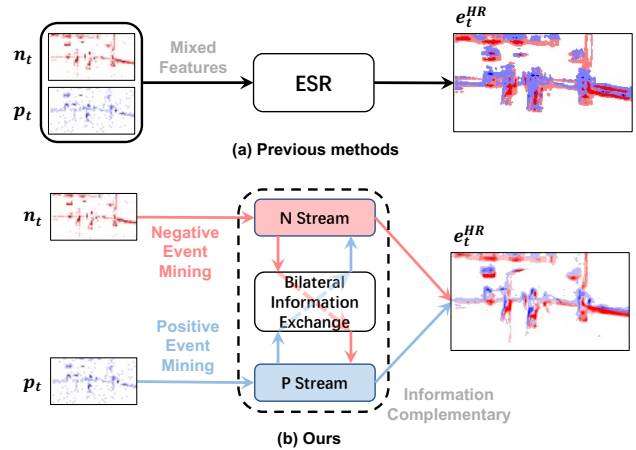 n_t
Mixed
Features
ESR
e_t^{HR}
p_t
(a) Previous methods
n_t
N Stream
Negative
Event
Mining
Bilateral
Information
Exchange
e_t^{HR}
Positive
Event
Mining
p_t
P Stream
Information
Complementary
(b) Ours